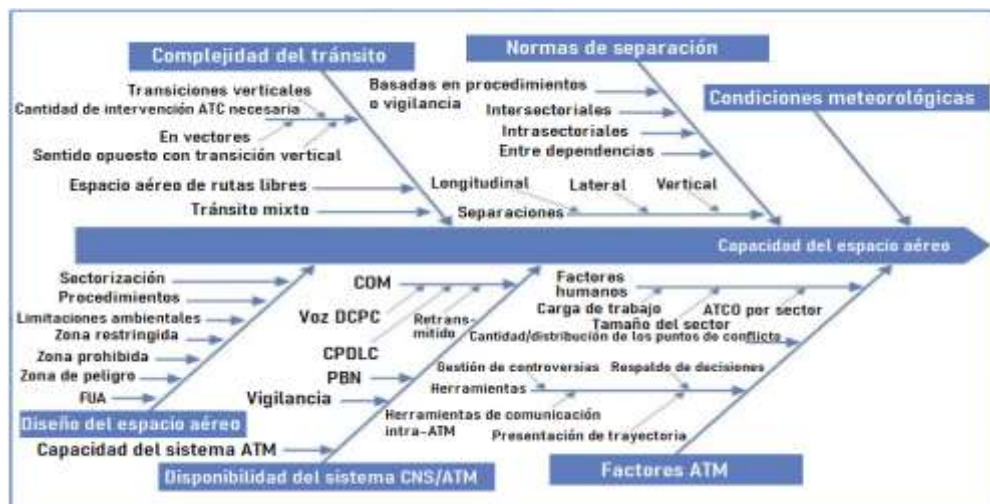 Complejidad del tránsito
Normas de separación
Condiciones meteorológicas
Transiciones verticales
Cantidad de intervención ATC necesaria
En vectores
Sentido opuesto con transición vertical
Espacio aéreo de rutas libres
Tránsito mixto
Basadas en procedimientos
o vigilancia
Intersectoriales
Intrasectoriales
Entre dependencias
Longitudinal
Lateral
Vertical
Separaciones
Capacidad del espacio aéreo
Sectorización
Procedimientos
Limitaciones ambientales
Zona restringida
Zona prohibida
Zona de peligro
FUA
Diseño del espacio aéreo
COM
Voz DCPC
Retrans-
mitido
CPDLC
PBN
Vigilancia
Capacidad del sistema ATM
Disponibilidad del sistema CNS/ATM
Factores
humanos
Carga de trabajo
ATCO por sector
Tamaño del sector
Cantidad/distribución de los puntos de conflicto
Gestión de controversias
Respaldo de decisiones
Herramientas
Herramientas de comunicación
intra-ATM
Presentación de trayectoria
Factores ATM